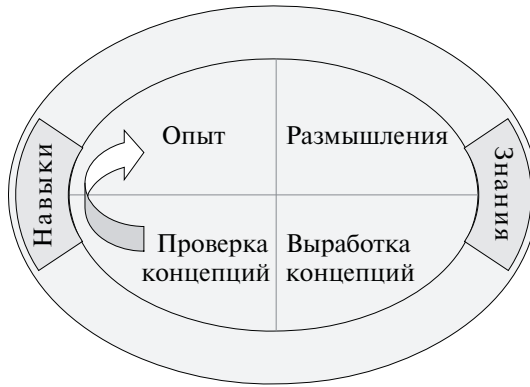 Опыт
Размышления
Навыки
Знания
Проверка
концепций
Выработка
концепций